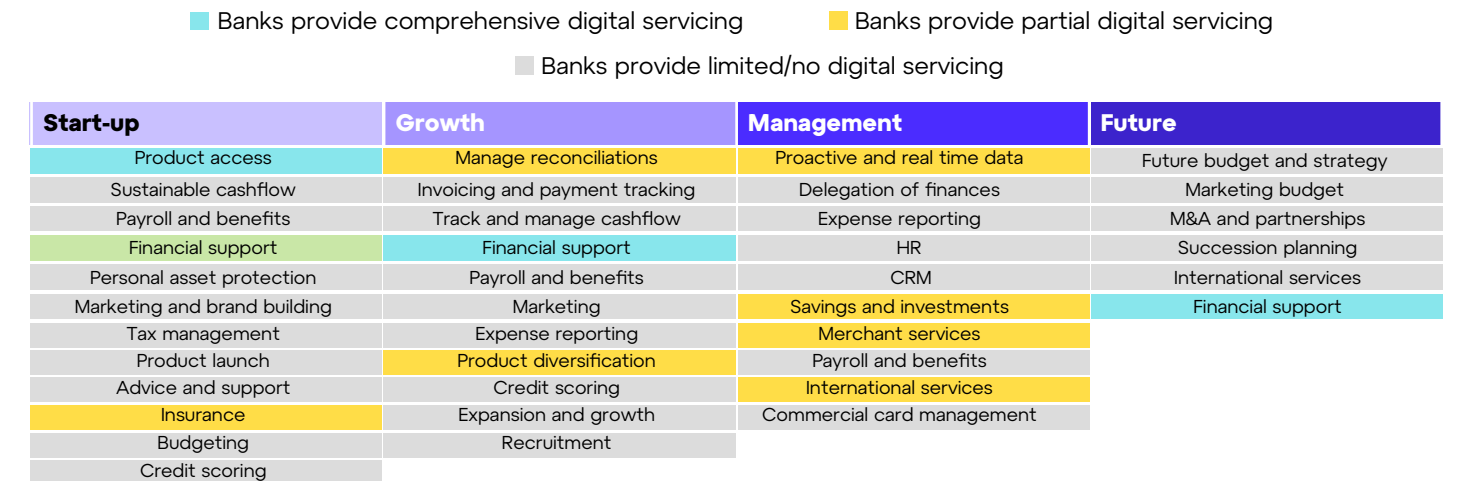 Banks provide comprehensive digital servicing
Banks provide partial digital servicing
Banks provide limited/no digital servicing
Start-up
Product access
Sustainable cashflow
Payroll and benefits
Financial support
Personal asset protection
Marketing and brand building
Tax management
Product launch
Advice and support
Insurance
Budgeting
Credit scoring
Growth
Manage reconciliations
Invoicing and payment tracking
Track and manage cashflow
Financial support
Payroll and benefits
Marketing
Expense reporting
Product diversification
Credit scoring
Expansion and growth
Recruitment
Management
Proactive and real time data
Delegation of finances
Expense reporting
HR
CRM
Savings and investments
Merchant services
Payroll and benefits
International services
Commercial card management
Future
Future budget and strategy
Marketing budget
M&A and partnerships
Succession planning
International services
Financial support